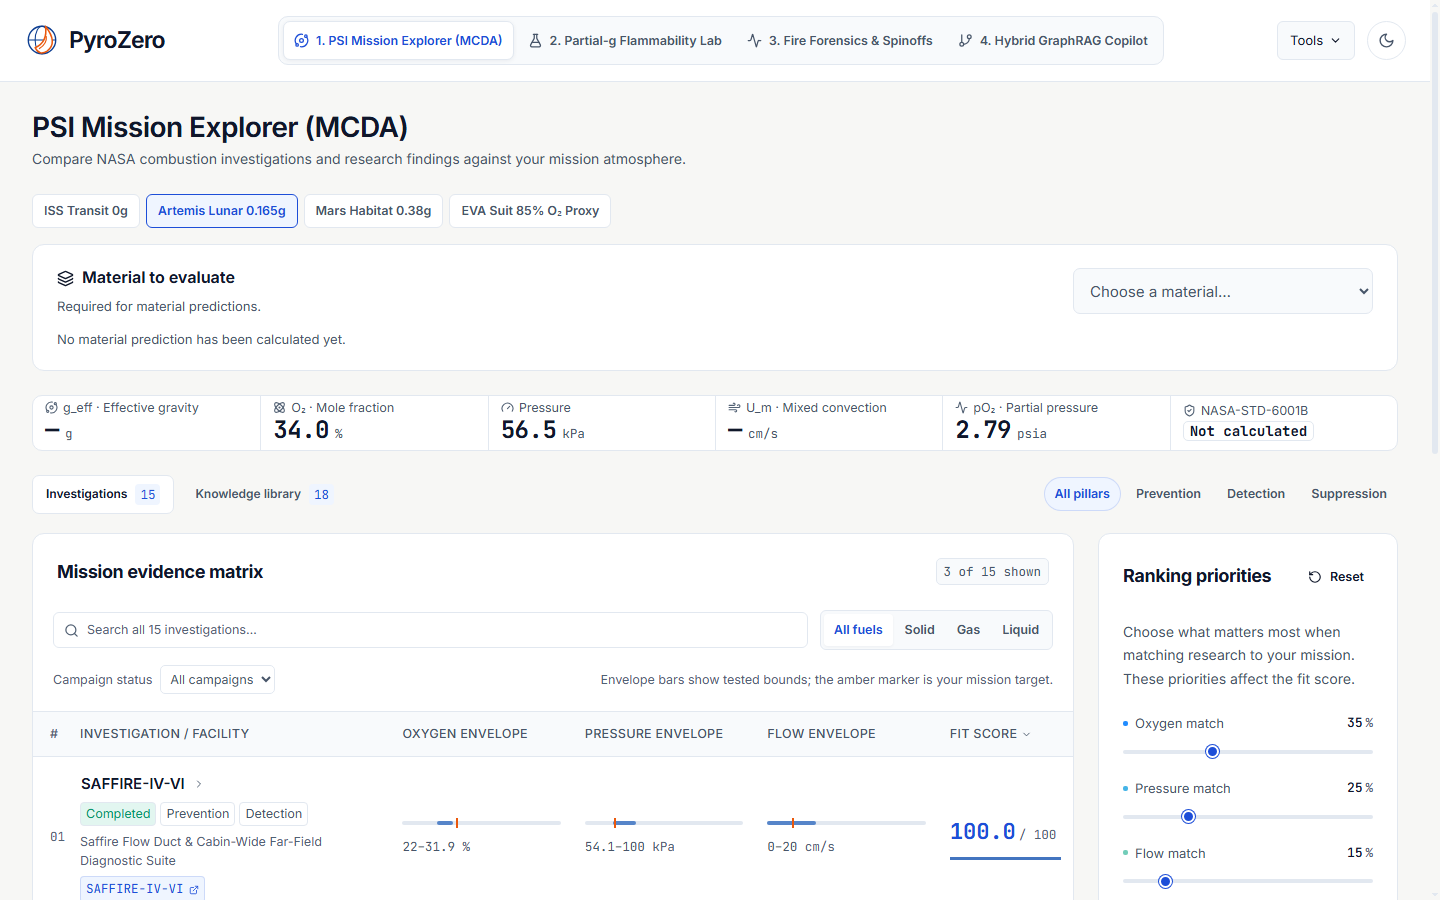 PyroZero
1. PSI Mission Explorer (MCDA)
2. Partial-g Flammability Lab
3. Fire Forensics & Spinoffs
4. Hybrid GraphRAG Copilot
Tools
PSI Mission Explorer (MCDA)
Compare NASA combustion investigations and research findings against your mission atmosphere.
ISS Transit 0g
Artemis Lunar 0.165g
Mars Habitat 0.38g
EVA Suit 85% O₂ Proxy
Material to evaluate
Required for material predictions.
No material prediction has been calculated yet.
Choose a material...
g_eff · Effective gravity
— g
O₂ · Mole fraction
34.0 %
Pressure
56.5 kPa
U_m · Mixed convection
— cm/s
pO₂ · Partial pressure
2.79 psia
NASA-STD-6001B
Not calculated
Investigations 15
Knowledge library 18
All pillars
Prevention
Detection
Suppression
Mission evidence matrix
3 of 15 shown
Search all 15 investigations...
All fuels
Solid
Gas
Liquid
Campaign status
All campaigns
Envelope bars show tested bounds; the amber marker is your mission target.
# INVESTIGATION / FACILITY OXYGEN ENVELOPE PRESSURE ENVELOPE FLOW ENVELOPE FIT SCORE
01
SAFFIRE-IV-VI
Completed
Prevention
Detection
Saffire Flow Duct & Cabin-Wide Far-Field
Diagnostic Suite
SAFFIRE-IV-VI
22–31.9 %
54.1–100 kPa
0–20 cm/s
100.0 / 100
Ranking priorities
Reset
Choose what matters most when
matching research to your mission.
These priorities affect the fit score.
Oxygen match 35 %
Pressure match 25 %
Flow match 15 %